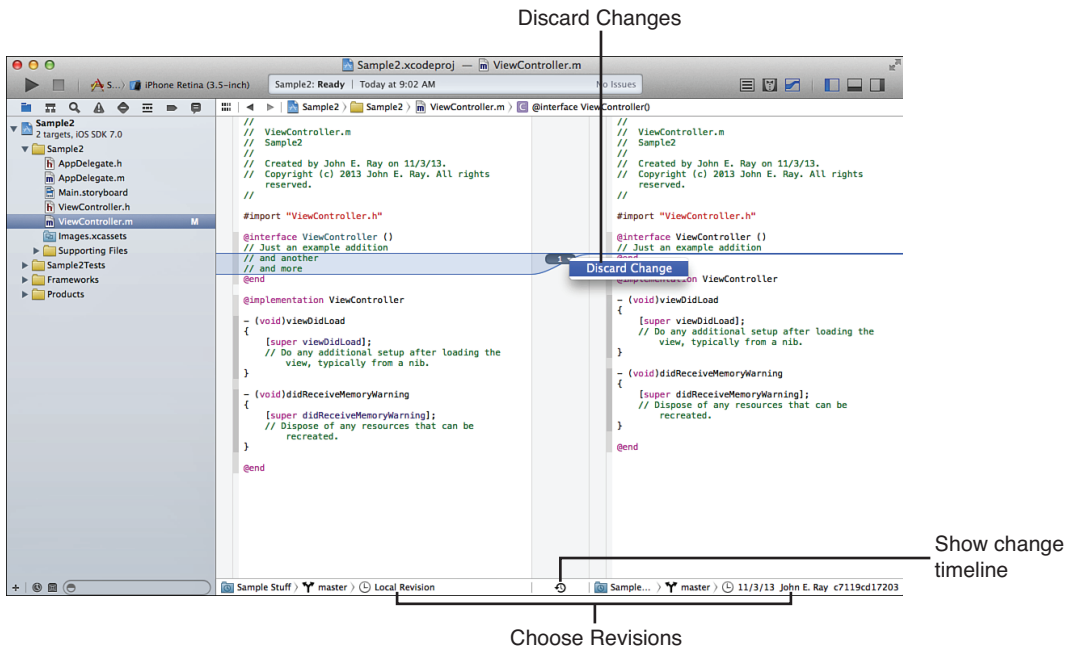 Discard Changes
Sample2.xcodeproj — ViewController.m
S...〉 iPhone Retina (3.5-inch)
Sample2: Ready | Today at 9:02 AM
No Issues
Sample2 〉 Sample2 〉 ViewController.m 〉 @interface ViewController()
Sample2
2 targets, iOS SDK 7.0
Sample2
AppDelegate.h
AppDelegate.m
Main.storyboard
ViewController.h
ViewController.m M
Images.xcassets
Supporting Files
Sample2Tests
Frameworks
Products
//
// ViewController.m
// Sample2
//
// Created by John E. Ray on 11/3/13.
// Copyright (c) 2013 John E. Ray. All rights
reserved.
//
#import "ViewController.h"
@interface ViewController ()
// Just an example addition
// and another
// and more
@end
@implementation ViewController
- (void)viewDidLoad
{
[super viewDidLoad];
// Do any additional setup after loading the
view, typically from a nib.
}
- (void)didReceiveMemoryWarning
{
[super didReceiveMemoryWarning];
// Dispose of any resources that can be
recreated.
}
@end
1
Discard Change
//
// ViewController.m
// Sample2
//
// Created by John E. Ray on 11/3/13.
// Copyright (c) 2013 John E. Ray. All rights
reserved.
//
#import "ViewController.h"
@interface ViewController ()
// Just an example addition
@end
@implementation ViewController
- (void)viewDidLoad
{
[super viewDidLoad];
// Do any additional setup after loading the
view, typically from a nib.
}
- (void)didReceiveMemoryWarning
{
[super didReceiveMemoryWarning];
// Dispose of any resources that can be
recreated.
}
@end
Show change
timeline
Sample Stuff 〉 master 〉 Local Revision
Sample... 〉 master 〉 11/3/13 John E. Ray c7119cd17203
Choose Revisions